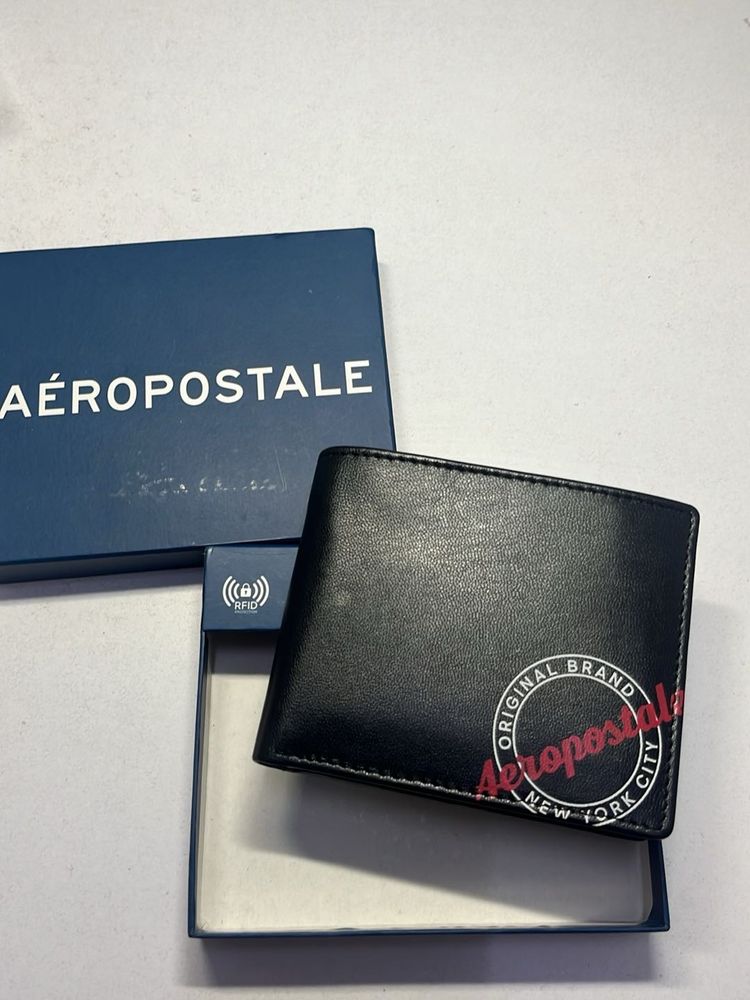 AÉROPOSTALE
RFID
ORIGINAL BRAND
Aeropostale
NEW YORK CITY